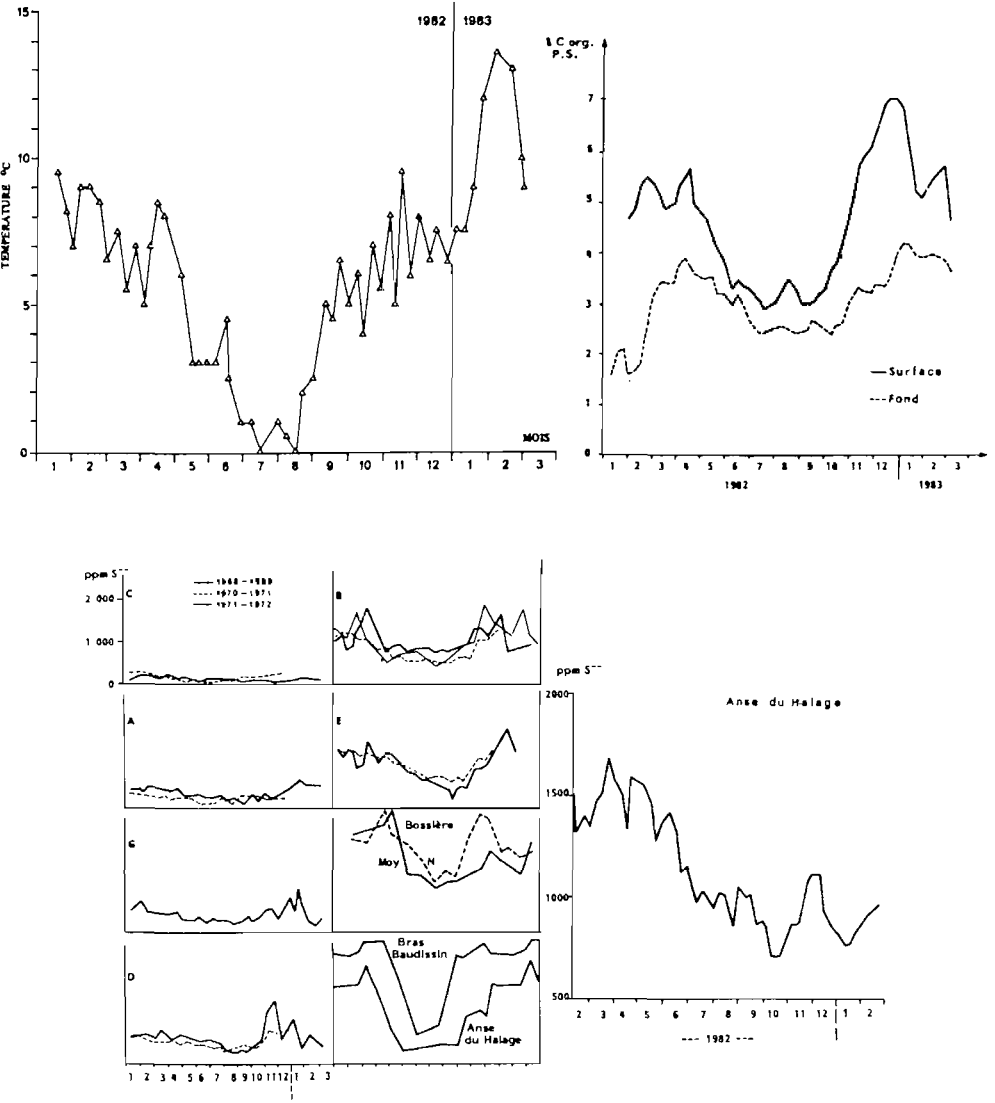 1982 1983
15
10
5
0
TEMPERATURE °C
MOIS
1 2 3 4 5 6 7 8 9 10 11 12 1 2 3
% C org.
P.S.
7
6
5
4
3
2
1
0
Surface
Fond
1 2 3 4 5 6 7 8 9 10 11 12 1 2 3
1982 1983
ppm S--
2 000
1 000
0
C
1968-1969
1970-1971
1971-1972
B
A
E
G
Bossière
Moy N
D
Bras
Baudissin
Anse
du Halage
1 2 3 4 5 6 7 8 9 10 11 12 1 2 3
ppm S--
Anse du Halage
2000
1500
1000
500
2 3 4 5 6 7 8 9 10 11 12 1 2
--- 1982 ---